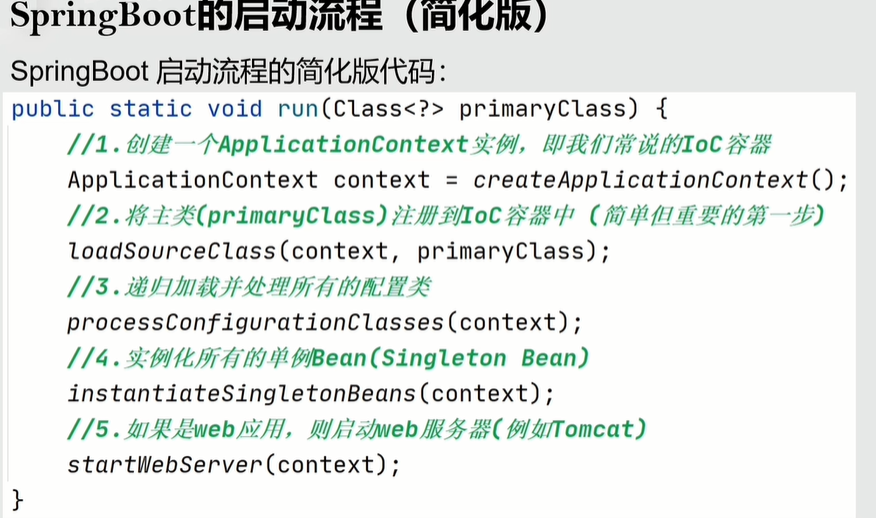 SpringBoot的启动流程（简化版）
SpringBoot 启动流程的简化版代码：
public static void run(Class<?> primaryClass) {
//1.创建一个ApplicationContext实例，即我们常说的IoC容器
ApplicationContext context = createApplicationContext();
//2.将主类(primaryClass)注册到IoC容器中（简单但重要的第一步）
loadSourceClass(context, primaryClass);
//3.递归加载并处理所有的配置类
processConfigurationClasses(context);
//4.实例化所有的单例Bean(Singleton Bean)
instantiateSingletonBeans(context);
//5.如果是web应用，则启动web服务器(例如Tomcat)
startWebServer(context);
}